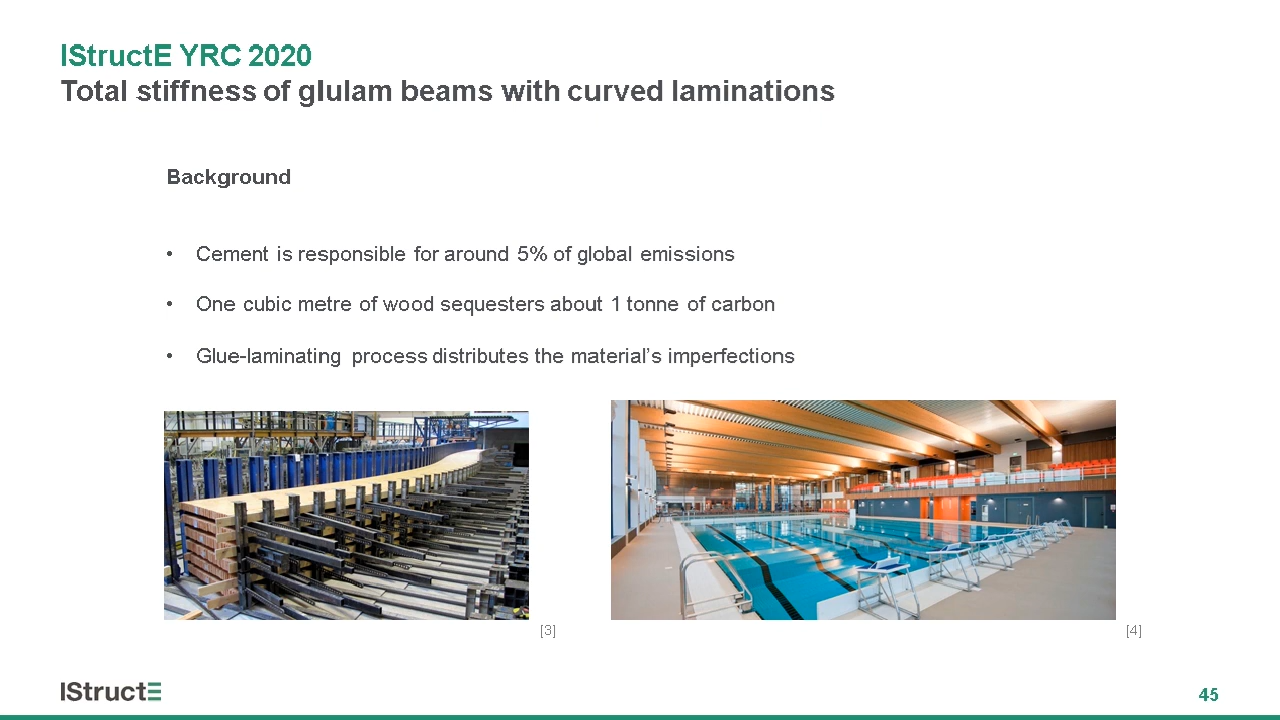 IStructE YRC 2020
Total stiffness of glulam beams with curved laminations
Background
• Cement is responsible for around 5% of global emissions
• One cubic metre of wood sequesters about 1 tonne of carbon
• Glue-laminating process distributes the material’s imperfections
[3]
[4]
IStructE
45